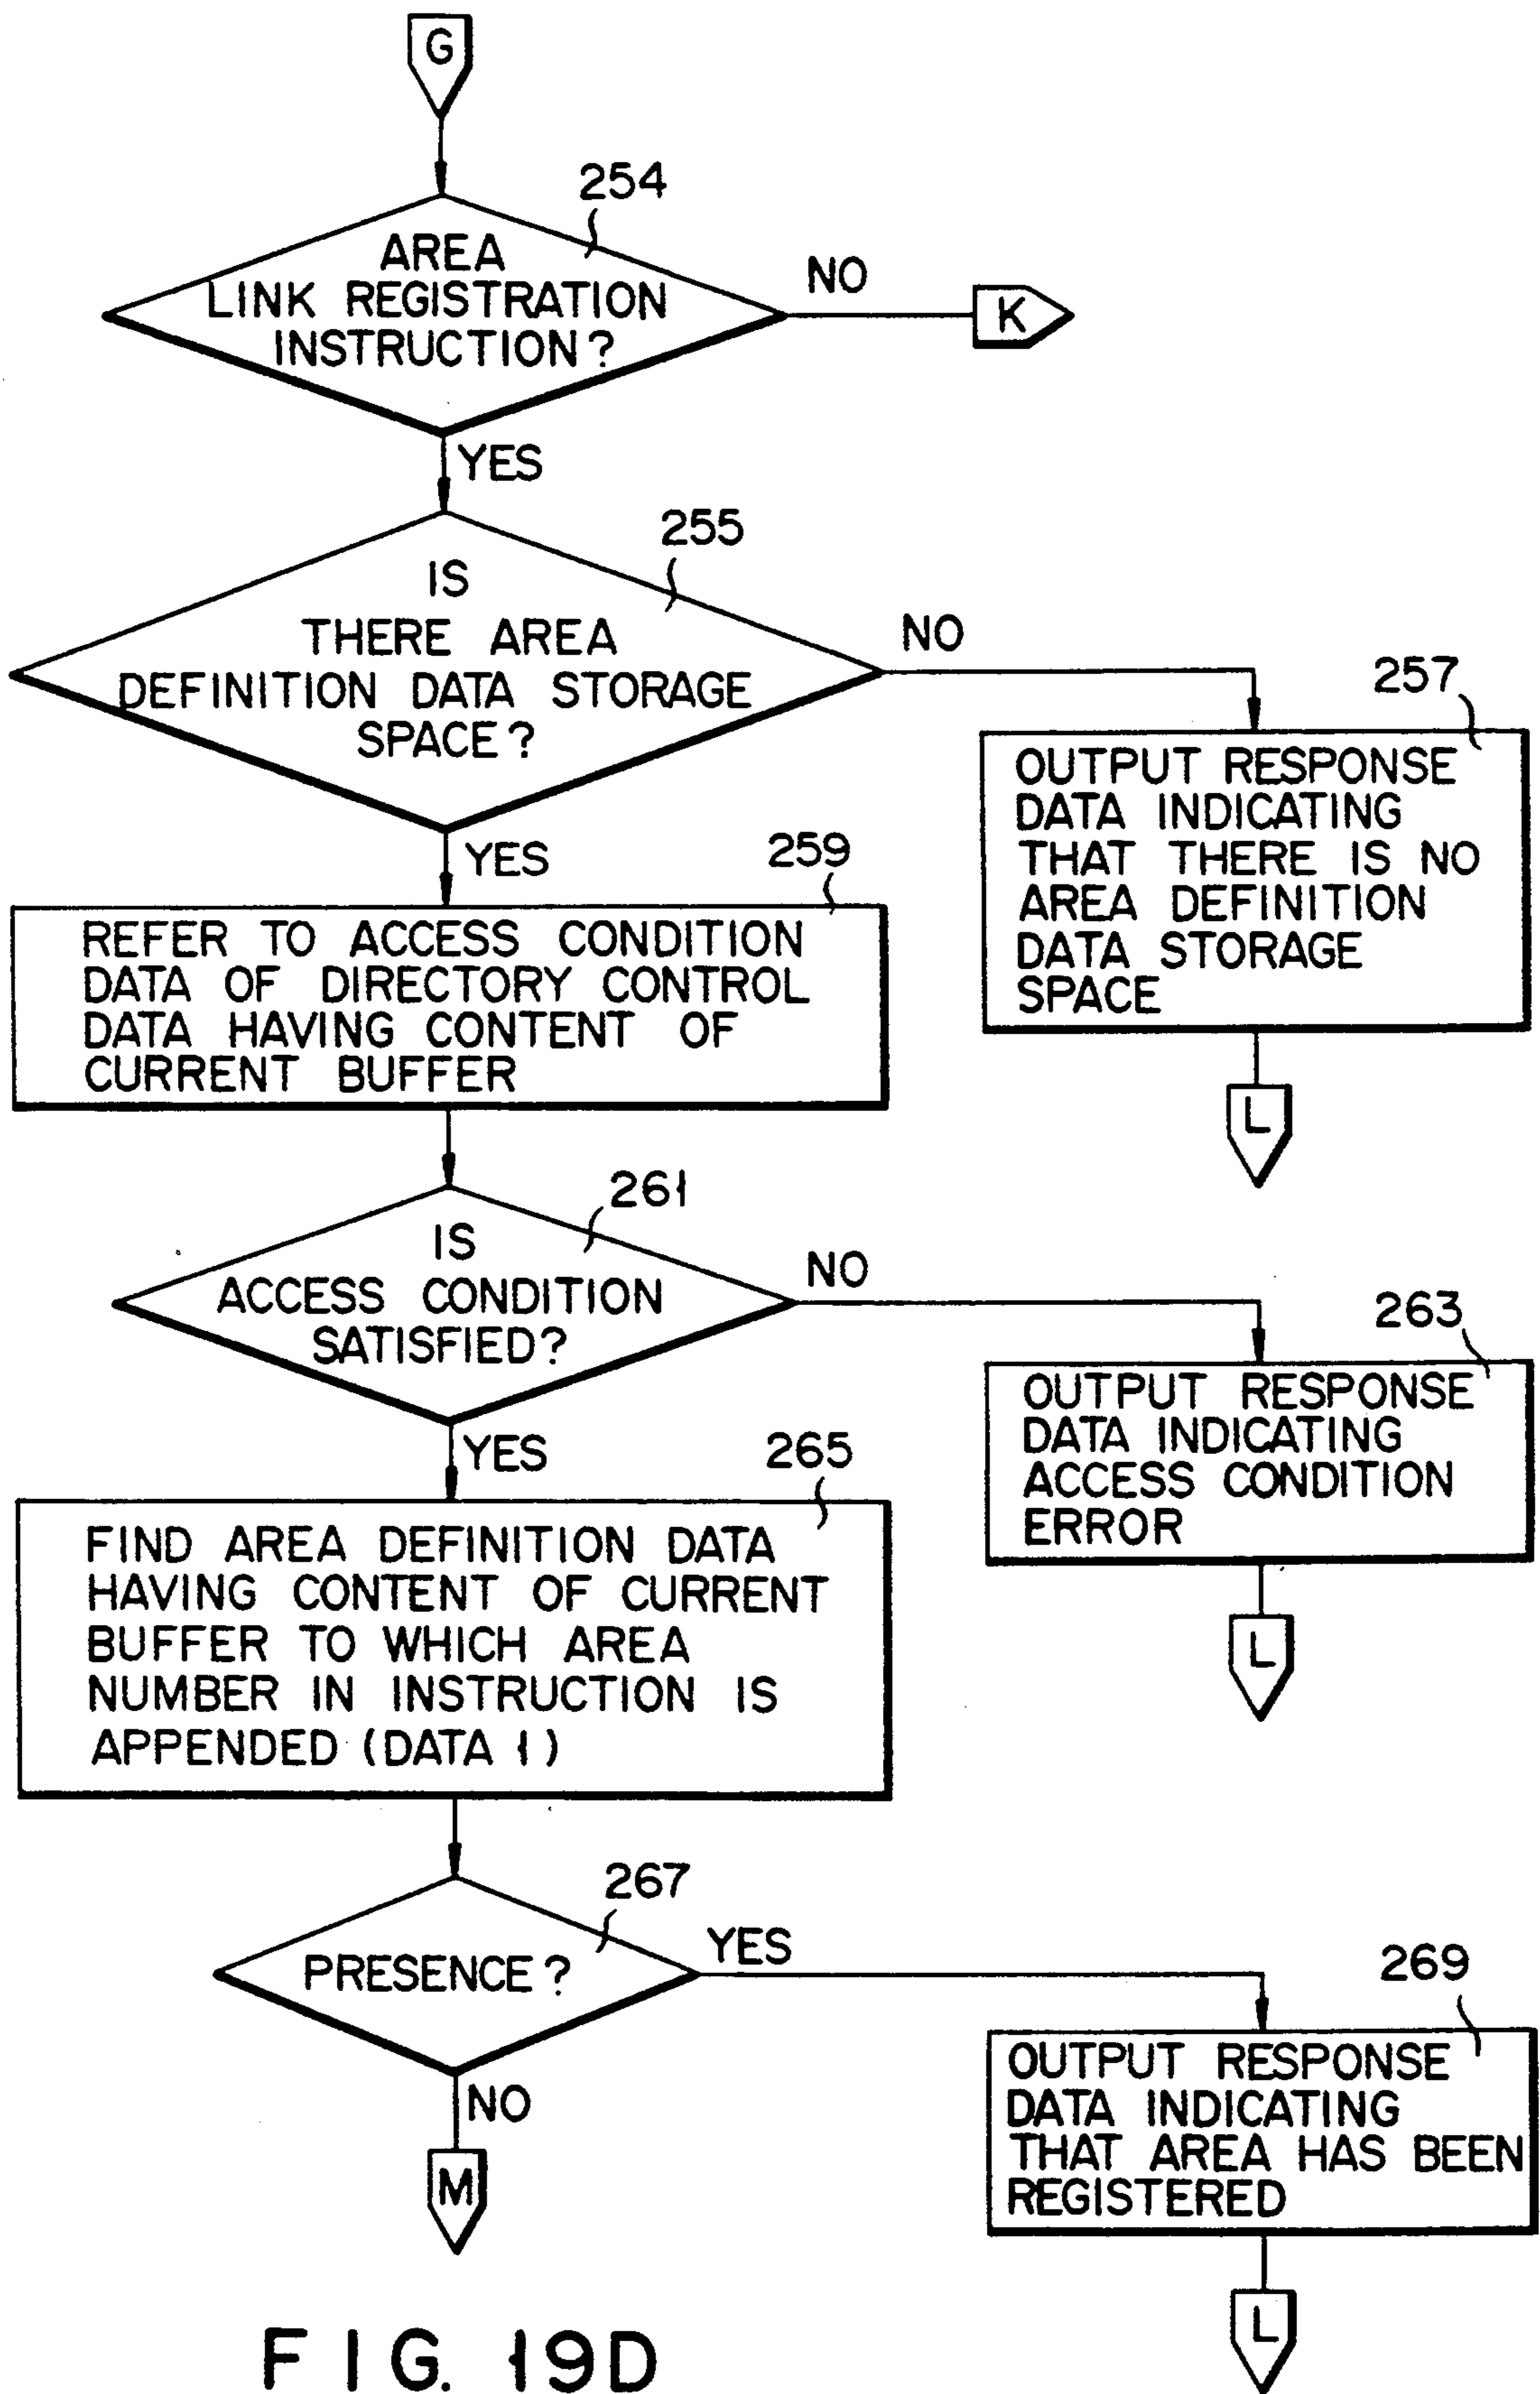 G
254
AREA
LINK REGISTRATION
INSTRUCTION?
NO
K
YES
255
IS
THERE AREA
DEFINITION DATA STORAGE
SPACE?
NO
257
OUTPUT RESPONSE
DATA INDICATING
THAT THERE IS NO
AREA DEFINITION
DATA STORAGE
SPACE
L
YES
259
REFER TO ACCESS CONDITION
DATA OF DIRECTORY CONTROL
DATA HAVING CONTENT OF
CURRENT BUFFER
261
IS
ACCESS CONDITION
SATISFIED?
NO
263
OUTPUT RESPONSE
DATA INDICATING
ACCESS CONDITION
ERROR
L
YES
265
FIND AREA DEFINITION DATA
HAVING CONTENT OF CURRENT
BUFFER TO WHICH AREA
NUMBER IN INSTRUCTION IS
APPENDED (DATA 1)
267
PRESENCE?
YES
269
OUTPUT RESPONSE
DATA INDICATING
THAT AREA HAS BEEN
REGISTERED
L
NO
M
FIG. 19D